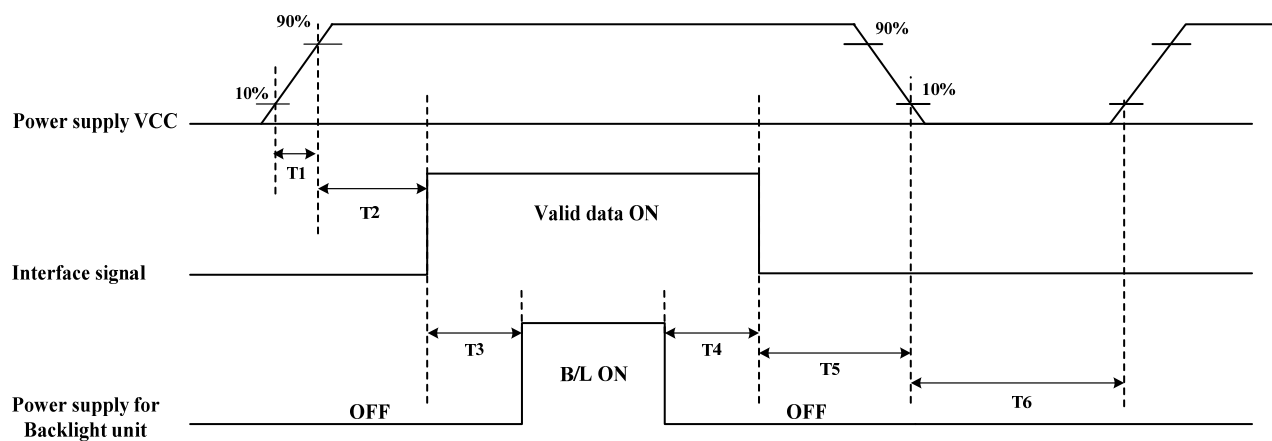 90%
90%
10%
10%
Power supply VCC
T1
T2
Valid data ON
Interface signal
T3
T4
T5
B/L ON
T6
Power supply for
Backlight unit
OFF
OFF